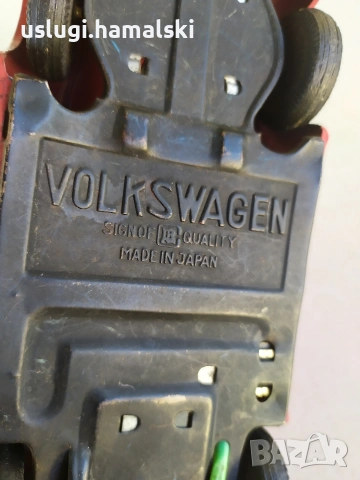 uslugi.hamalski
VOLKSWAGEN
SIGN OF QUALITY
MADE IN JAPAN
BAZAR